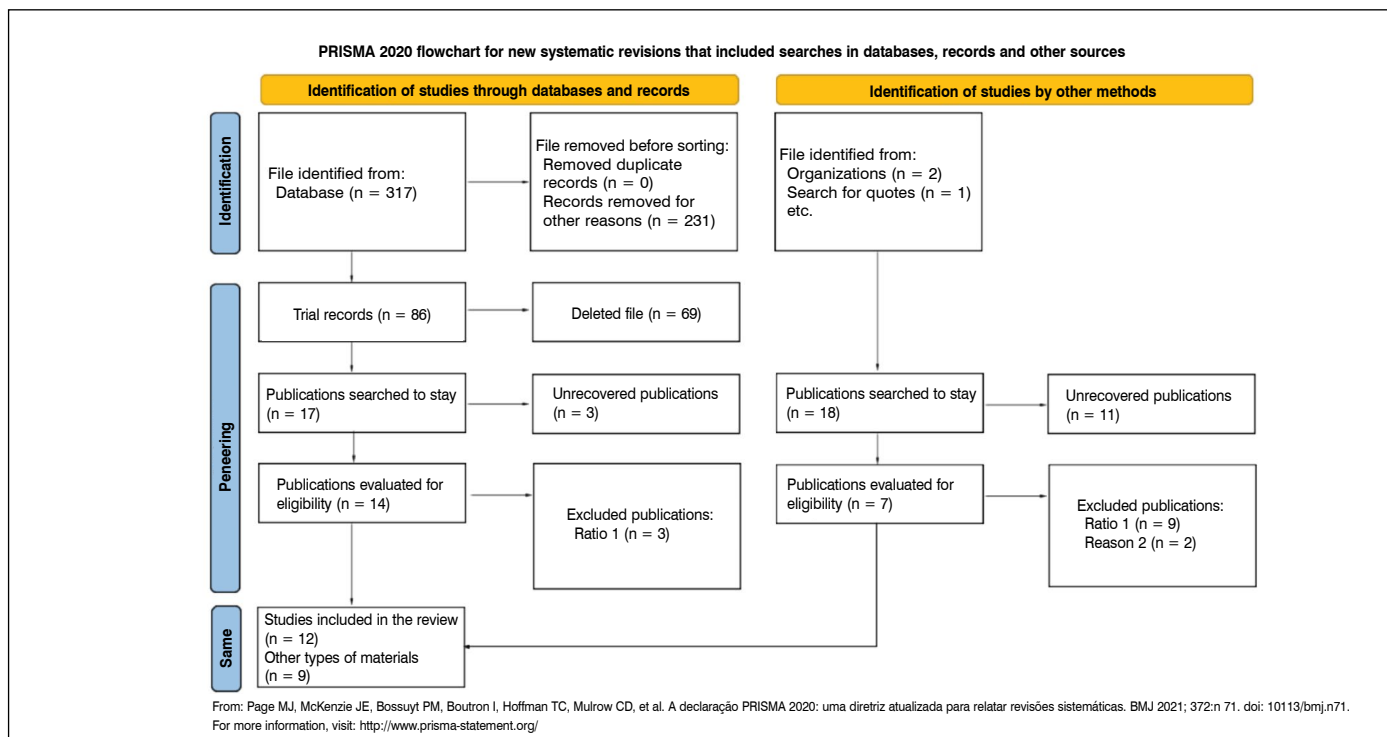 PRISMA 2020 flowchart for new systematic revisions that included searches in databases, records and other sources
Identification of studies through databases and records
Identification of studies by other methods
Identification
File identified from:
Database (n = 317)
File removed before sorting:
Removed duplicate
records (n = 0)
Records removed for
other reasons (n = 231)
File identified from:
Organizations (n = 2)
Search for quotes (n = 1)
etc.
Peneering
Trial records (n = 86)
Deleted file (n = 69)
Publications searched to stay
(n = 17)
Unrecovered publications
(n = 3)
Publications searched to stay
(n = 18)
Unrecovered publications
(n = 11)
Publications evaluated for
eligibility (n = 14)
Excluded publications:
Ratio 1 (n = 3)
Publications evaluated for
eligibility (n = 7)
Excluded publications:
Ratio 1 (n = 9)
Reason 2 (n = 2)
Same
Studies included in the review
(n = 12)
Other types of materials
(n = 9)
From: Page MJ, McKenzie JE, Bossuyt PM, Boutron I, Hoffman TC, Mulrow CD, et al. A declaração PRISMA 2020: uma diretriz atualizada para relatar revisões sistemáticas. BMJ 2021; 372:n 71. doi: 10113/bmj.n71.
For more information, visit: http://www.prisma-statement.org/